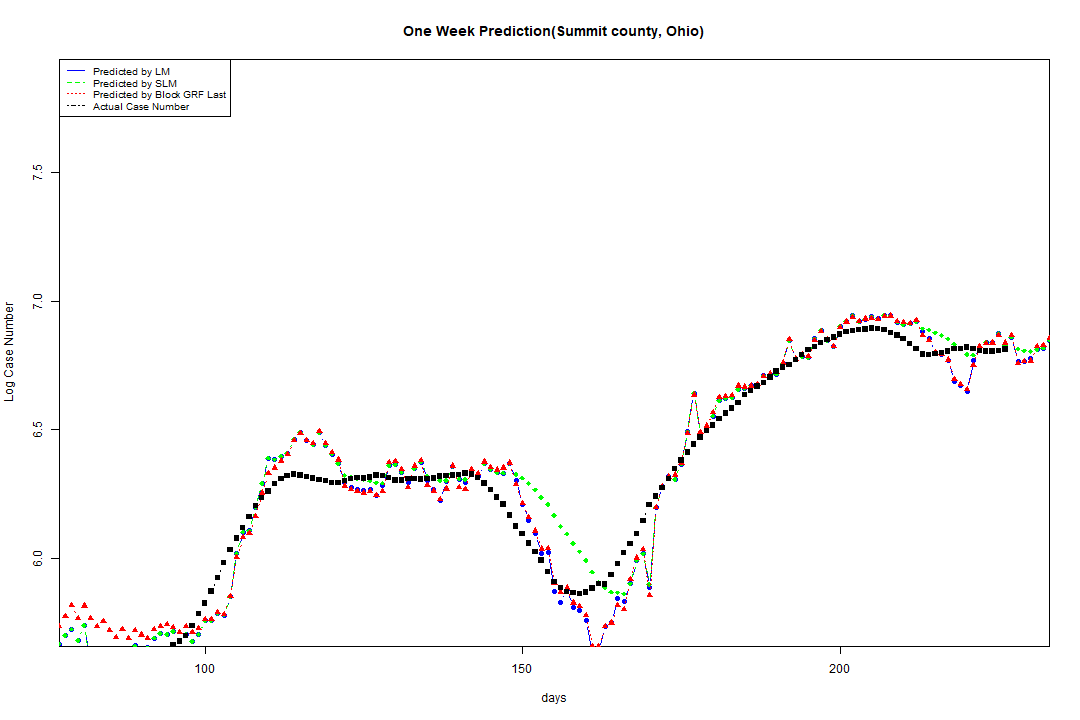 One Week Prediction(Summit county, Ohio)
Predicted by LM
Predicted by SLM
Predicted by Block GRF Last
Actual Case Number
7.5
7.0
6.5
6.0
Log Case Number
100
150
200
days